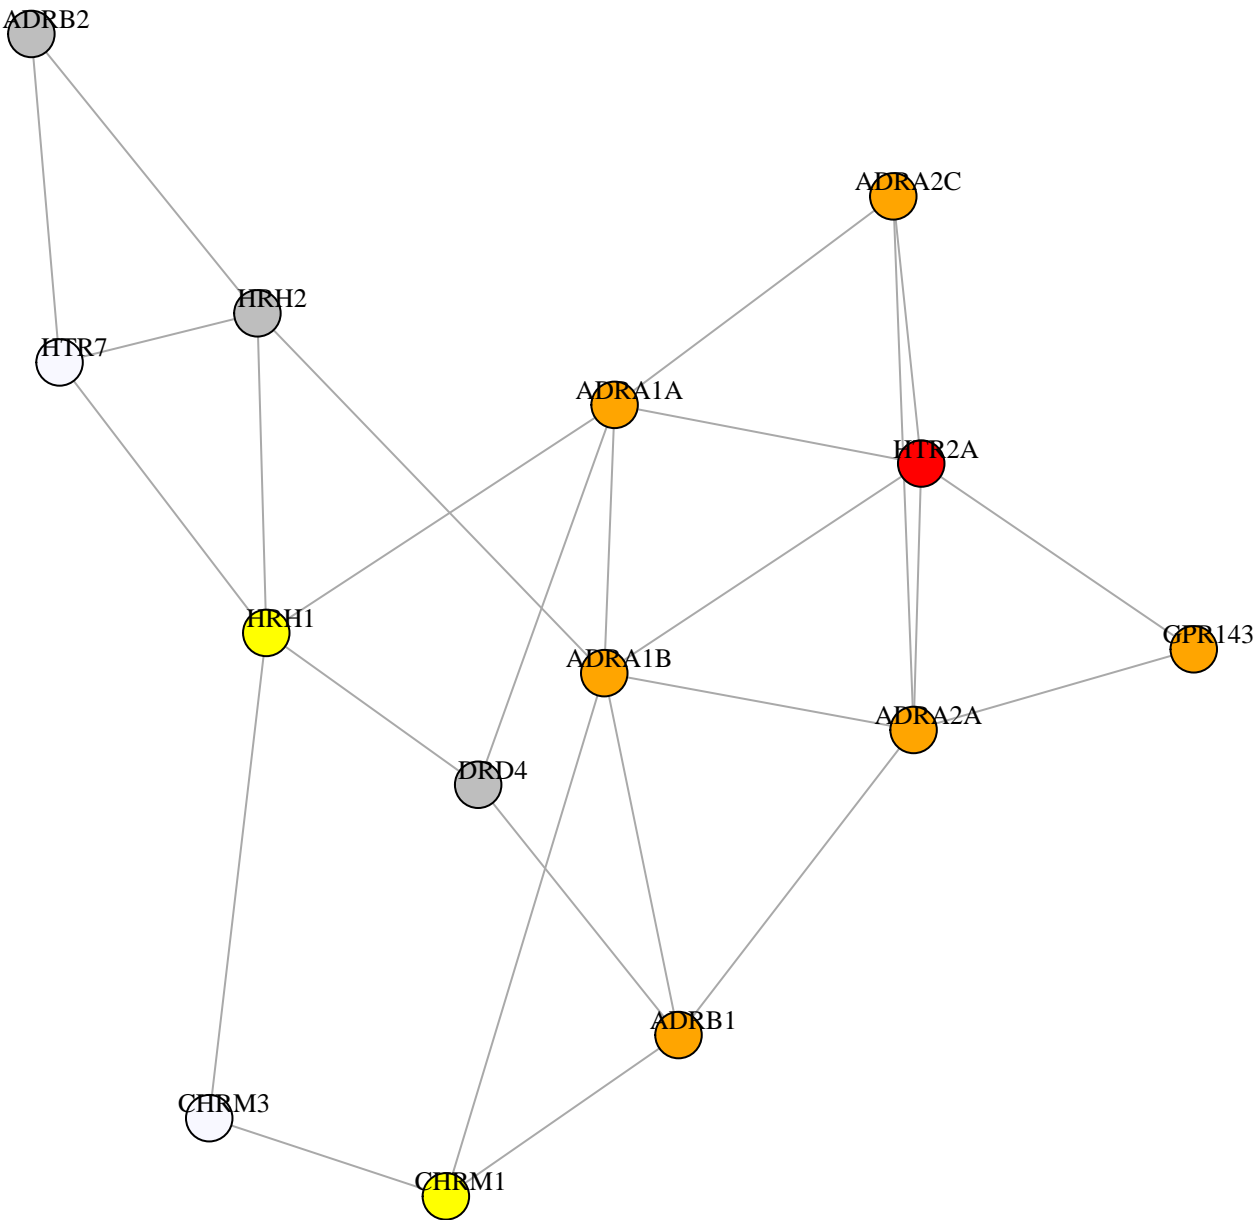 ADRB2
ADRA2C
HRH2
HTR7
ADRA1A
HTR2A
HRH1
GPR143
ADRA1B
ADRA2A
DRD4
ADRB1
CHRM3
CHRM1